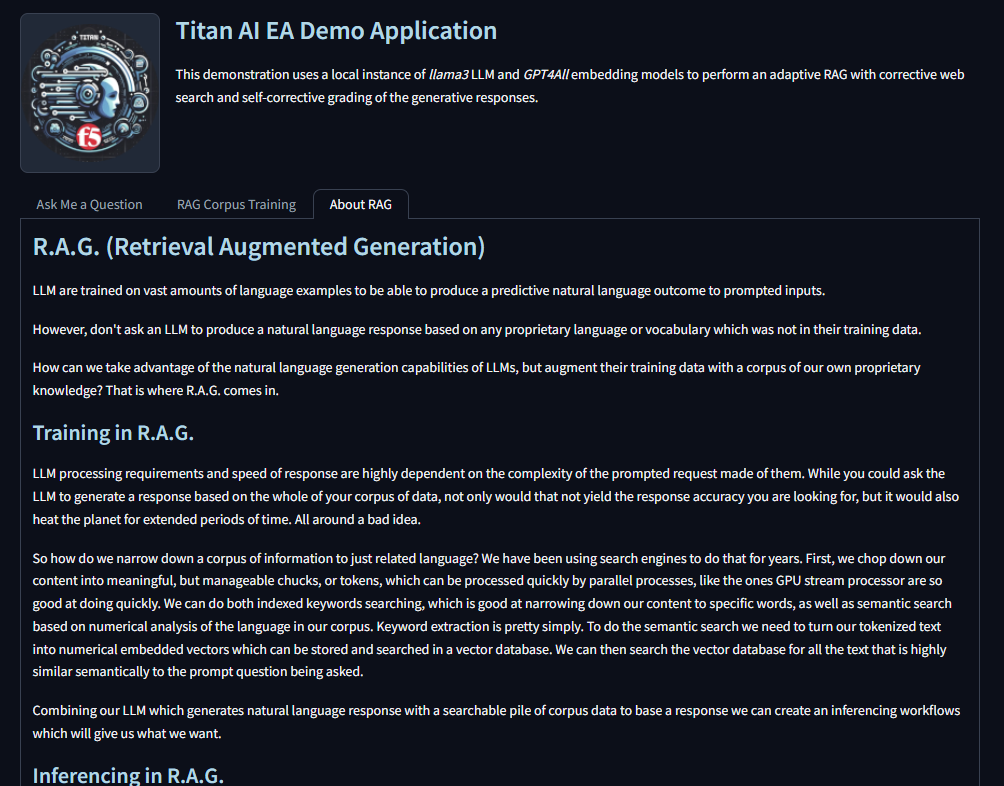 TITAN
f5
Titan AI EA Demo Application
This demonstration uses a local instance of llama3 LLM and GPT4All embedding models to perform an adaptive RAG with corrective web
search and self-corrective grading of the generative responses.
Ask Me a Question
RAG Corpus Training
About RAG
R.A.G. (Retrieval Augmented Generation)
LLM are trained on vast amounts of language examples to be able to produce a predictive natural language outcome to prompted inputs.
However, don't ask an LLM to produce a natural language response based on any proprietary language or vocabulary which was not in their training data.
How can we take advantage of the natural language generation capabilities of LLMs, but augment their training data with a corpus of our own proprietary
knowledge? That is where R.A.G. comes in.
Training in R.A.G.
LLM processing requirements and speed of response are highly dependent on the complexity of the prompted request made of them. While you could ask the
LLM to generate a response based on the whole of your corpus of data, not only would that not yield the response accuracy you are looking for, but it would also
heat the planet for extended periods of time. All around a bad idea.
So how do we narrow down a corpus of information to just related language? We have been using search engines to do that for years. First, we chop down our
content into meaningful, but manageable chucks, or tokens, which can be processed quickly by parallel processes, like the ones GPU stream processor are so
good at doing quickly. We can do both indexed keywords searching, which is good at narrowing down our content to specific words, as well as semantic search
based on numerical analysis of the language in our corpus. Keyword extraction is pretty simply. To do the semantic search we need to turn our tokenized text
into numerical embedded vectors which can be stored and searched in a vector database. We can then search the vector database for all the text that is highly
similar semantically to the prompt question being asked.
Combining our LLM which generates natural language response with a searchable pile of corpus data to base a response we can create an inferencing workflows
which will give us what we want.
Inferencing in R.A.G.